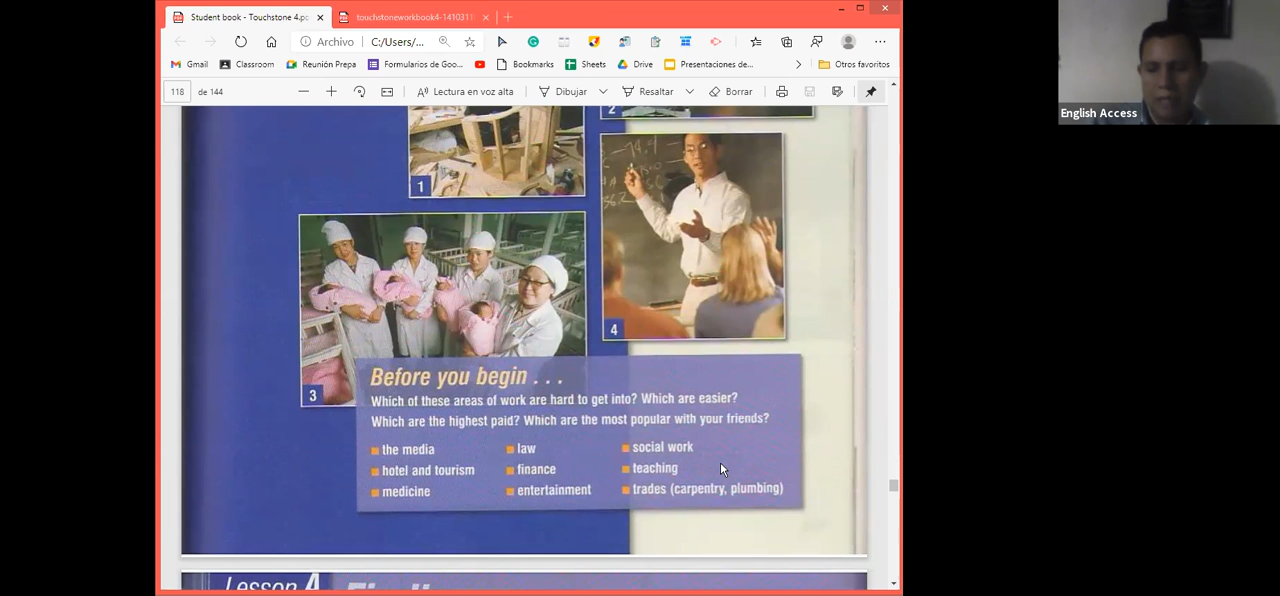 Student book - Touchstone 4.p
touchstoneworkbook4-141031
Archivo
C:/Users/...
Gmail
Classroom
Reunión Prepa
Formularios de Goo...
Bookmarks
Sheets
Drive
Presentaciones de...
Otros favoritos
118
de 144
Lectura en voz alta
Dibujar
Resaltar
Borrar
English Access
1
2
3
4
Before you begin . . .
Which of these areas of work are hard to get into? Which are easier?
Which are the highest paid? Which are the most popular with your friends?
the media
hotel and tourism
medicine
law
finance
entertainment
social work
teaching
trades (carpentry, plumbing)
Lesson A